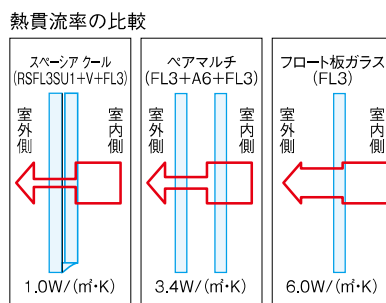 熱貫流率の比較
スペーシア クール
(RSFL3SU1+V+FL3)
室外側
室内側
1.0W/(㎡・K)
ペアマルチ
(FL3+A6+FL3)
室外側
室内側
3.4W/(㎡・K)
フロート板ガラス
(FL3)
室外側
室内側
6.0W/(㎡・K)